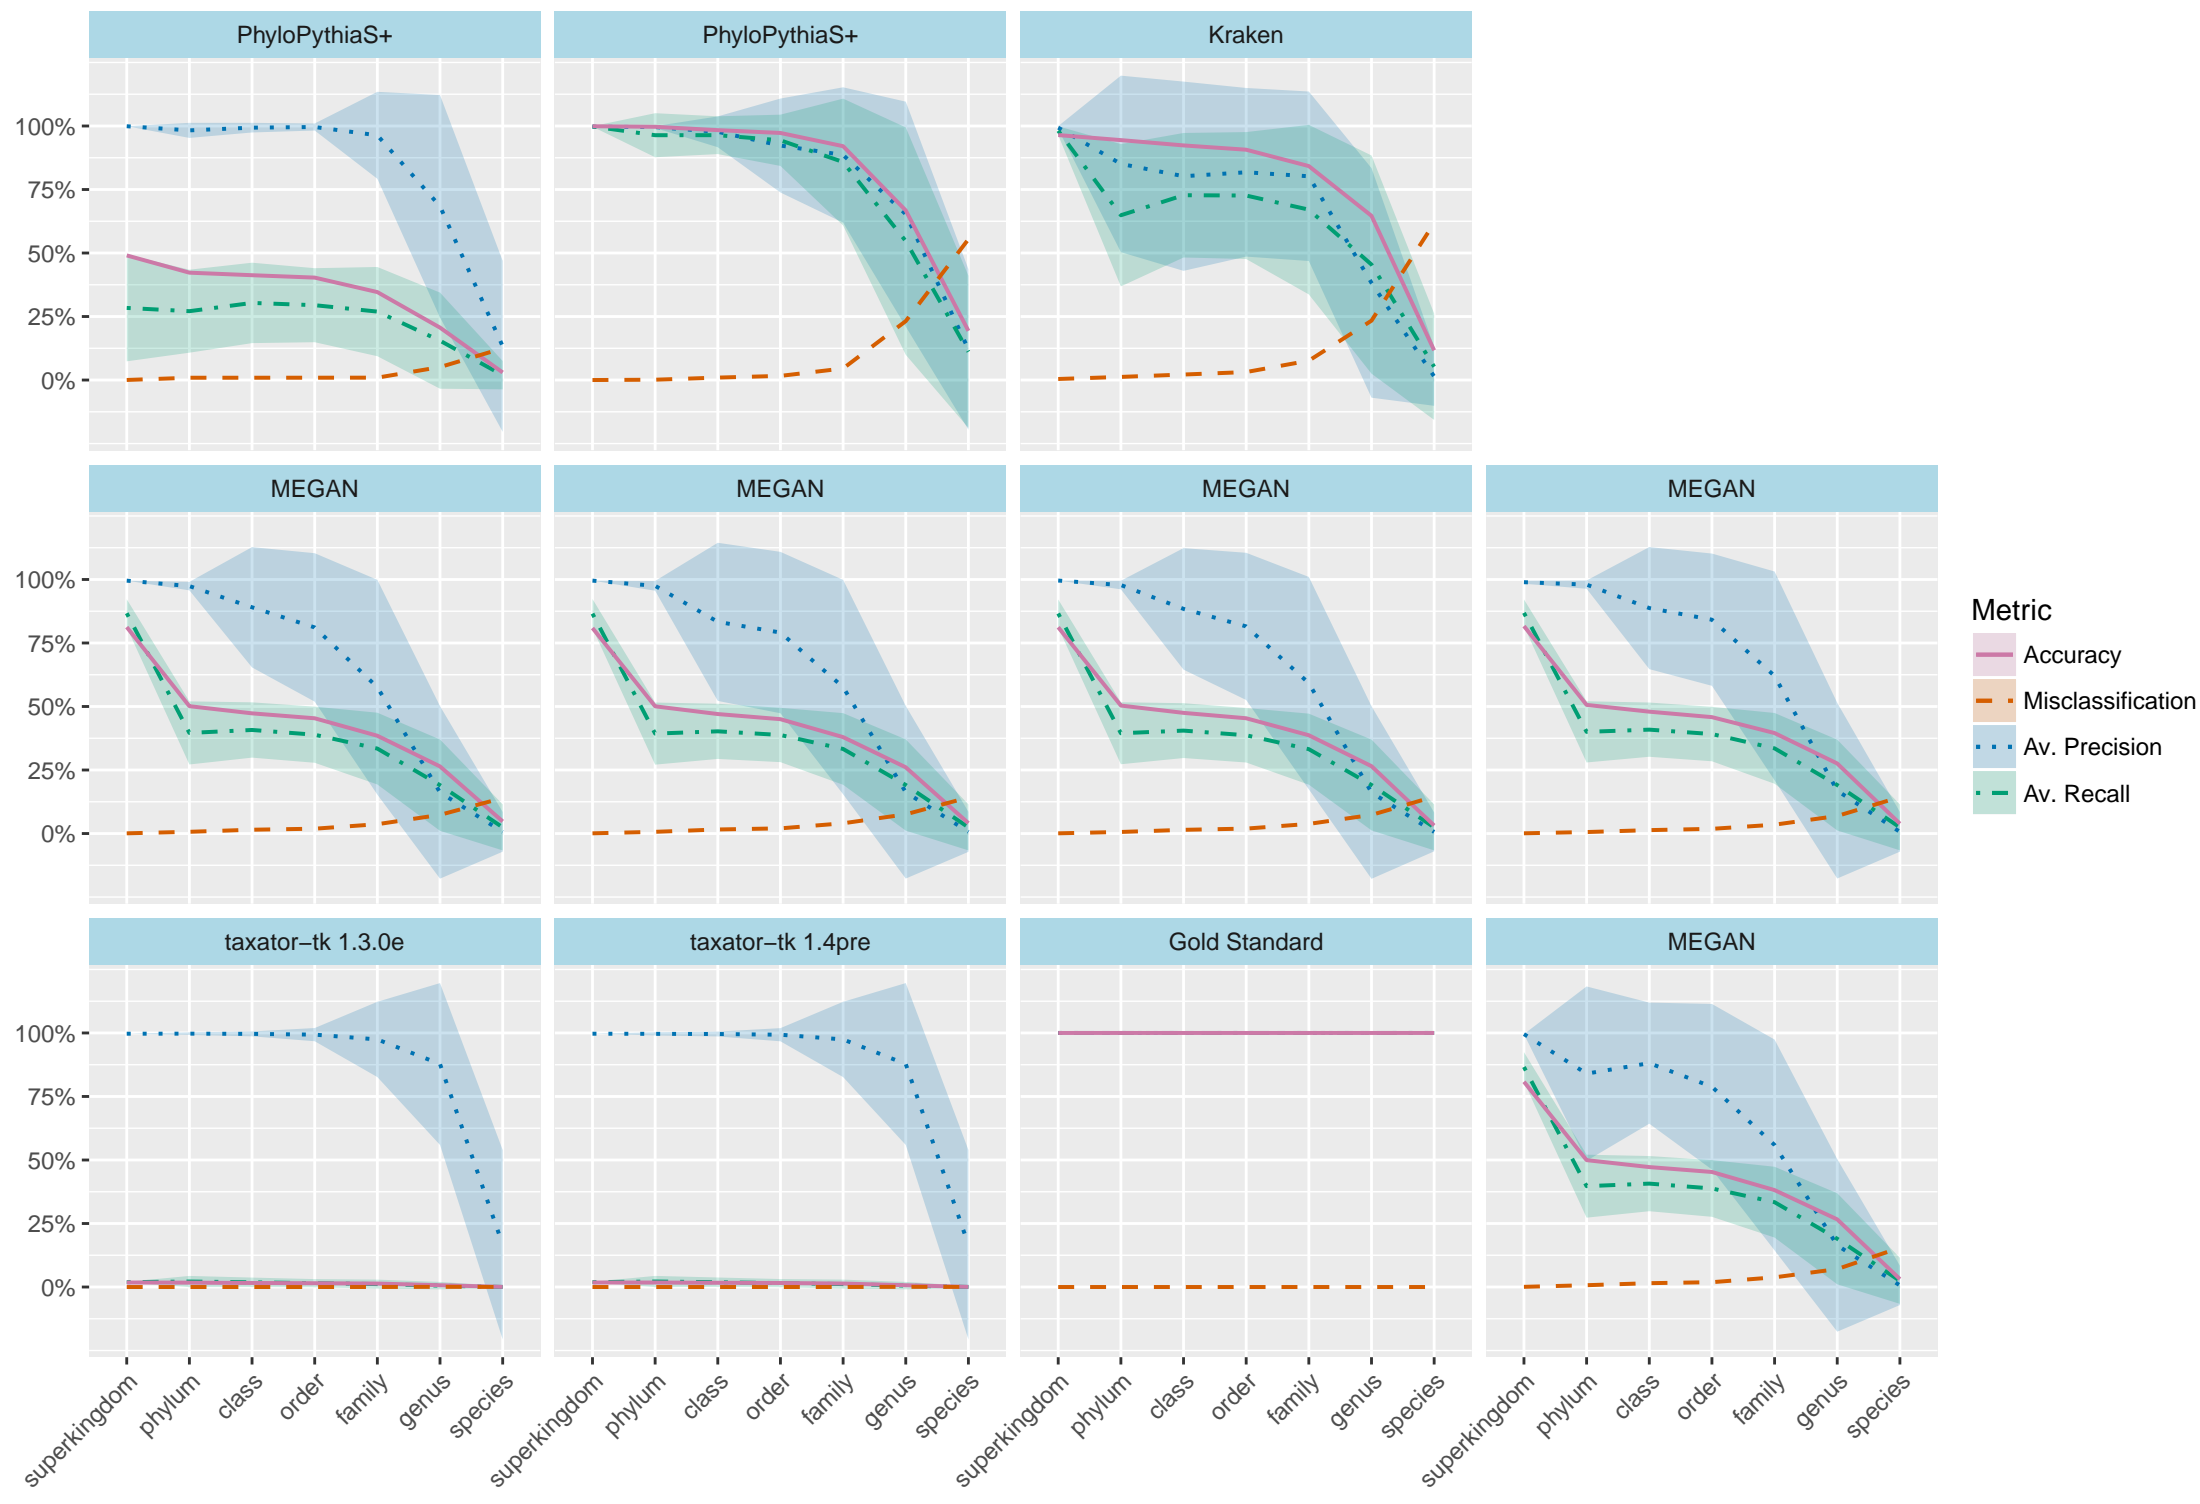 PhyloPythiaS+
PhyloPythiaS+
Kraken
100%
75%
50%
25%
0%
MEGAN
MEGAN
MEGAN
MEGAN
100%
75%
50%
25%
0%
Metric
Accuracy
Misclassification
Av. Precision
Av. Recall
taxator−tk 1.3.0e
taxator−tk 1.4pre
Gold Standard
MEGAN
100%
75%
50%
25%
0%
superkingdom
phylum
class
order
family
genus
species
superkingdom
phylum
class
order
family
genus
species
superkingdom
phylum
class
order
family
genus
species
superkingdom
phylum
class
order
family
genus
species